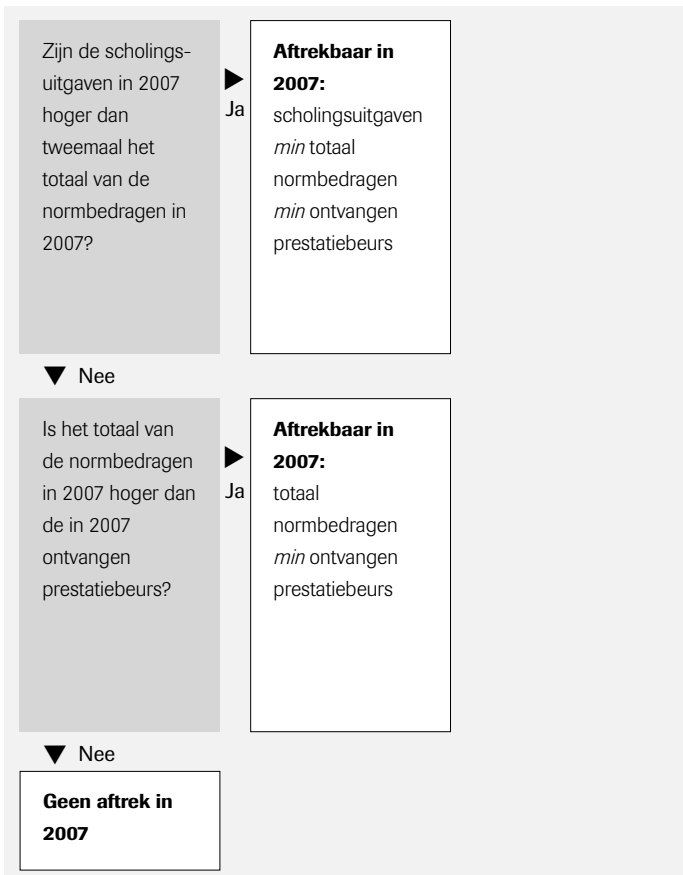 Zijn de scholings-
uitgaven in 2007
hoger dan
tweemaal het
totaal van de
normbedragen in
2007?
Ja
Aftrekbaar in
2007:
scholingsuitgaven
min totaal
normbedragen
min ontvangen
prestatiebeurs
Nee
Is het totaal van
de normbedragen
in 2007 hoger dan
de in 2007
ontvangen
prestatiebeurs?
Ja
Aftrekbaar in
2007:
totaal
normbedragen
min ontvangen
prestatiebeurs
Nee
Geen aftrek in
2007